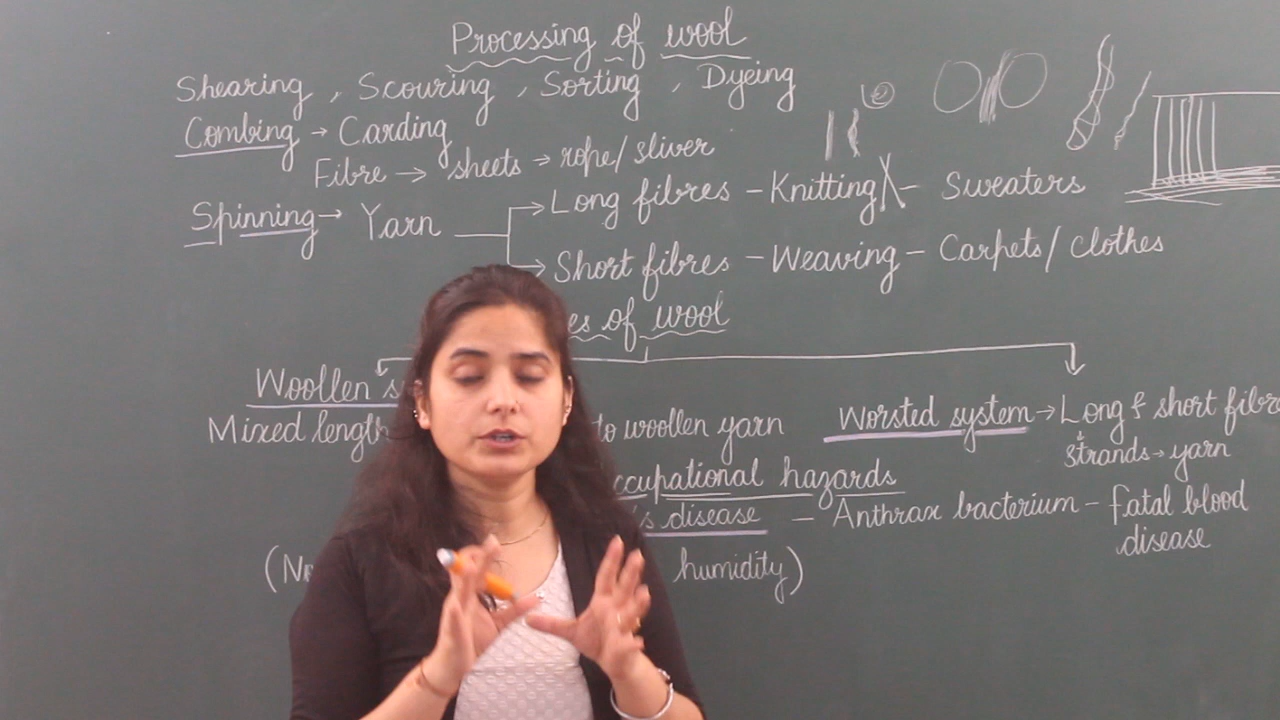 Processing of wool
Shearing , Scouring , Sorting , Dyeing
Combing → Carding
Fibre → sheets → rope/sliver
Spinning → Yarn
Long fibres - Knitting - Sweaters
Short fibres - Weaving - Carpets/clothes
of wool
Woollen
Mixed length to woollen yarn
Worsted system → Long & short fibre
strands → yarn
ccupational hazards
's disease - Anthrax bacterium - fatal blood
disease
humidity)